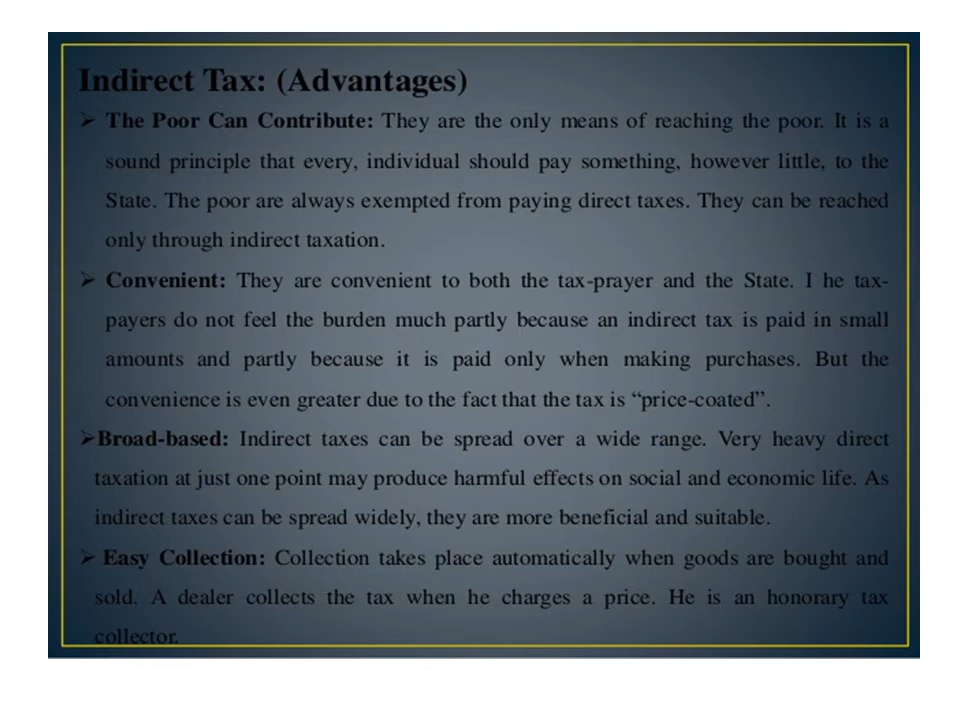 Indirect Tax: (Advantages)
➢ The Poor Can Contribute: They are the only means of reaching the poor. It is a
sound principle that every, individual should pay something, however little, to the
State. The poor are always exempted from paying direct taxes. They can be reached
only through indirect taxation.
➢ Convenient: They are convenient to both the tax-prayer and the State. I he tax-
payers do not feel the burden much partly because an indirect tax is paid in small
amounts and partly because it is paid only when making purchases. But the
convenience is even greater due to the fact that the tax is “price-coated”.
➢Broad-based: Indirect taxes can be spread over a wide range. Very heavy direct
taxation at just one point may produce harmful effects on social and economic life. As
indirect taxes can be spread widely, they are more beneficial and suitable.
➢ Easy Collection: Collection takes place automatically when goods are bought and
sold. A dealer collects the tax when he charges a price. He is an honorary tax
collector.